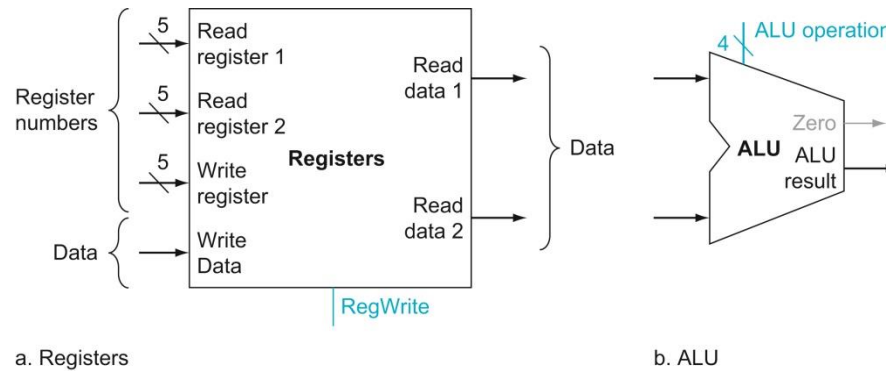 5
Read
register 1
5
Read
register 2
5
Write
register
Write
Data
Register
numbers
Data
Registers
Read
data 1
Read
data 2
Data
RegWrite
4
ALU operation
Zero
ALU
ALU
result
a. Registers
b. ALU